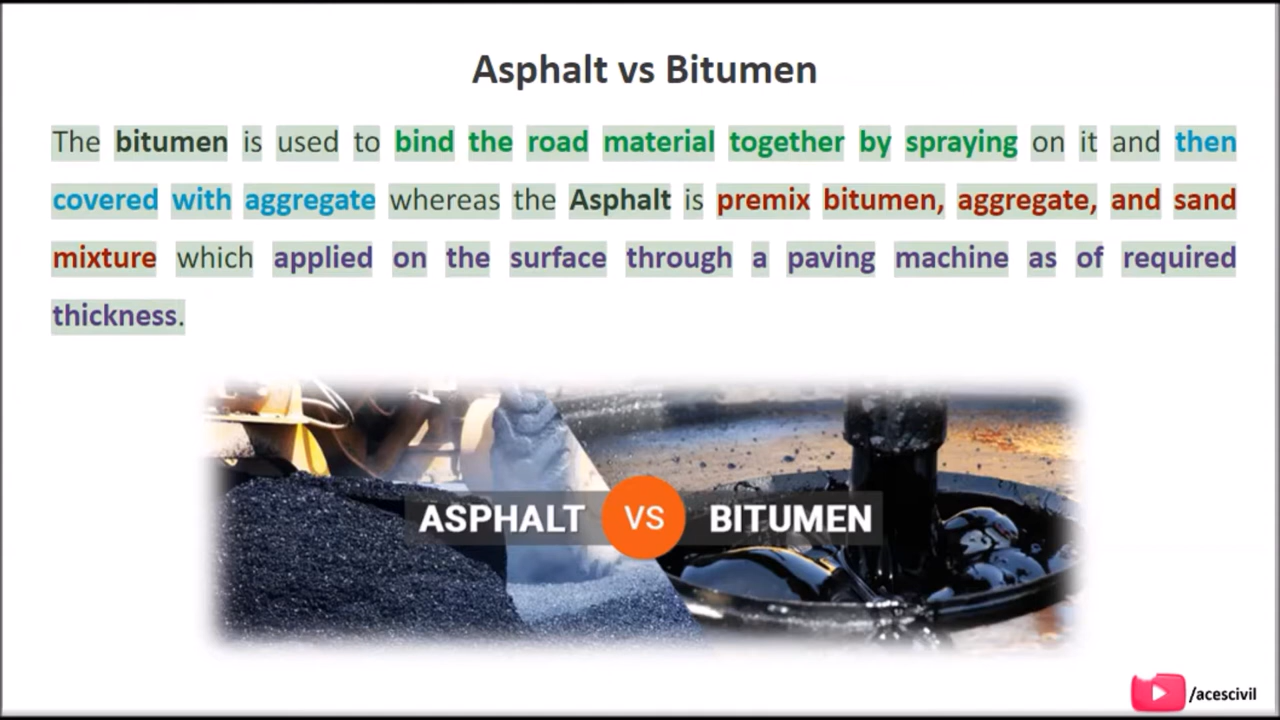 Asphalt vs Bitumen
The bitumen is used to bind the road material together by spraying on it and then
covered with aggregate whereas the Asphalt is premix bitumen, aggregate, and sand
mixture which applied on the surface through a paving machine as of required
thickness.
ASPHALT VS BITUMEN
/acescivil